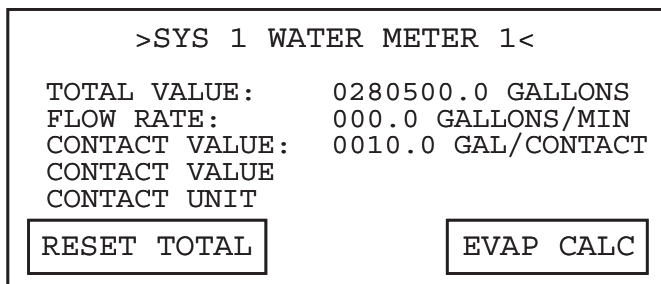 >SYS 1 WATER METER 1<
TOTAL VALUE: 0280500.0 GALLONS
FLOW RATE: 000.0 GALLONS/MIN
CONTACT VALUE: 0010.0 GAL/CONTACT
CONTACT VALUE
CONTACT UNIT
RESET TOTAL EVAP CALC